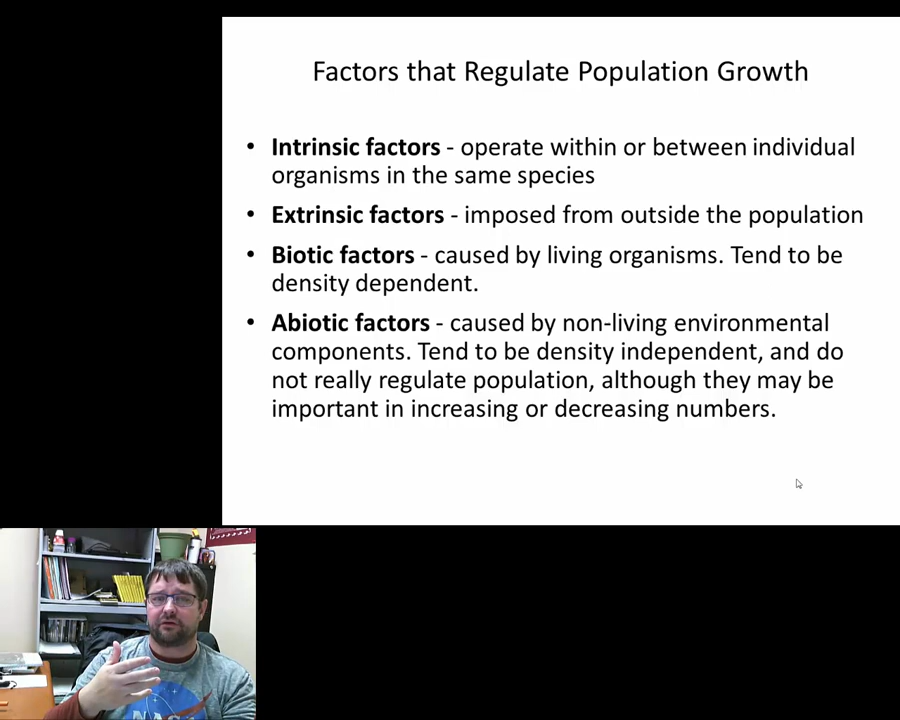 Factors that Regulate Population Growth
• Intrinsic factors - operate within or between individual
organisms in the same species
• Extrinsic factors - imposed from outside the population
• Biotic factors - caused by living organisms. Tend to be
density dependent.
• Abiotic factors - caused by non-living environmental
components. Tend to be density independent, and do
not really regulate population, although they may be
important in increasing or decreasing numbers.
NASA